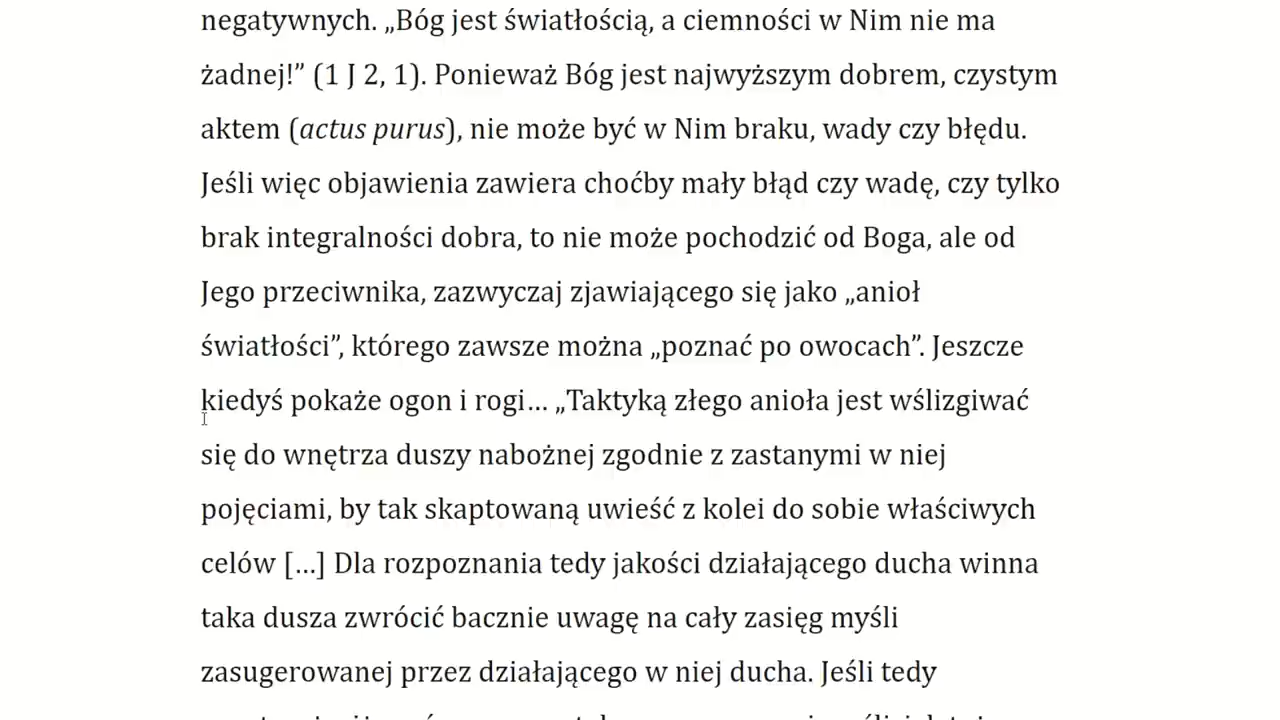 negatywnych. „Bóg jest światłością, a ciemności w Nim nie ma
żadnej!” (1 J 2, 1). Ponieważ Bóg jest najwyższym dobrem, czystym
aktem (actus purus), nie może być w Nim braku, wady czy błędu.
Jeśli więc objawienia zawiera choćby mały błąd czy wadę, czy tylko
brak integralności dobra, to nie może pochodzić od Boga, ale od
Jego przeciwnika, zazwyczaj zjawiającego się jako „anioł
światłości”, którego zawsze można „poznać po owocach”. Jeszcze
kiedyś pokaże ogon i rogi… „Taktyką złego anioła jest wślizgiwać
się do wnętrza duszy nabożnej zgodnie z zastanymi w niej
pojęciami, by tak skaptowaną uwieść z kolei do sobie właściwych
celów […] Dla rozpoznania tedy jakości działającego ducha winna
taka dusza zwrócić bacznie uwagę na cały zasięg myśli
zasugerowanej przez działającego w niej ducha. Jeśli tedy